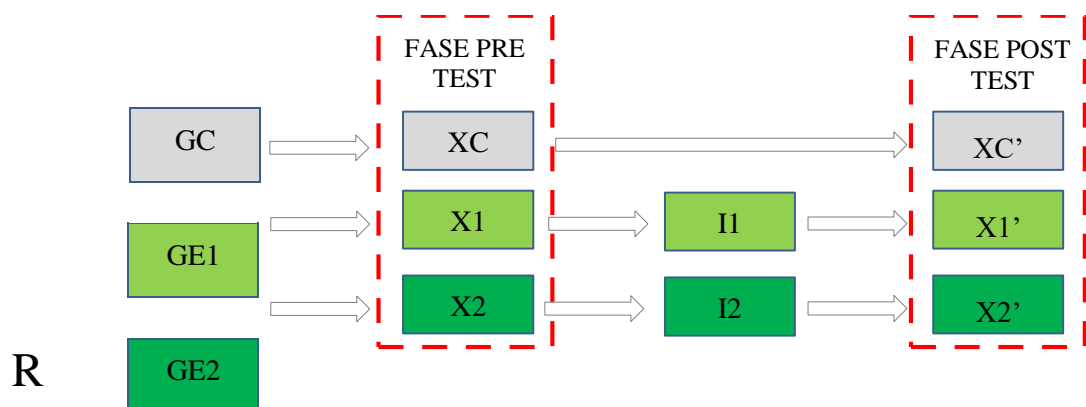 FASE PRE
TEST
FASE POST
TEST
GC
XC
XC’
GE1
X1
I1
X1’
GE2
X2
I2
X2’
R